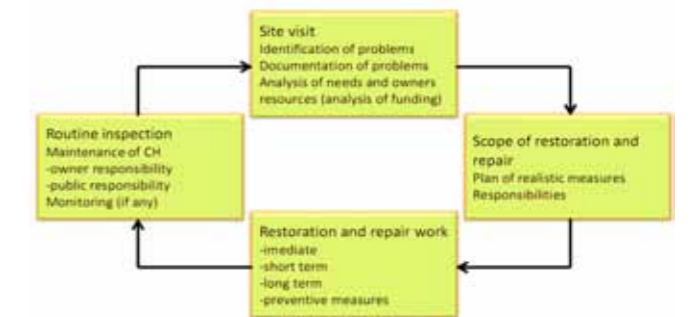 Site visit
Identification of problems
Documentation of problems
Analysis of needs and owners
resources (analysis of funding)
Scope of restoration and
repair
Plan of realistic measures
Responsibilities
Restoration and repair work
-imediate
-short term
-long term
-preventive measures
Routine inspection
Maintenance of CH
-owner responsibility
-public responsibility
Monitoring (if any)